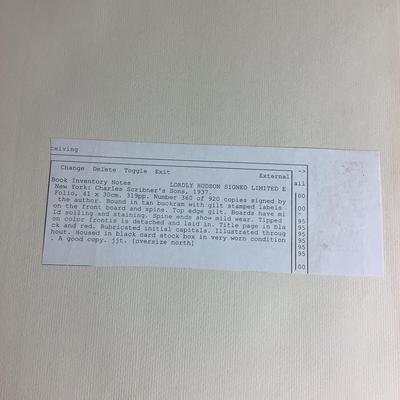 ceiving
Change Delete Toggle Exit
External -->
Book Inventory Notes LORDLY HUDSON SIGNED LIMITED E ail
New York: Charles Scribner's Sons, 1937. 00
Folio, 41 x 30cm. 319pp. Number 360 of 920 copies signed by
the author. Bound in tan buckram with gilt stamped labels 00
on the front board and spine. Top edge gilt. Boards have mi ^
ld soiling and staining. Spine ends show mild wear. Tipped 95
on color frontis is detached and laid in. Title page in bla 95
ck and red. Rubricated initial capitals. Illustrated throug 95
hout. Housed in black card stock box in very worn condition 95
. A good copy. jjt. [oversize north] 95
00